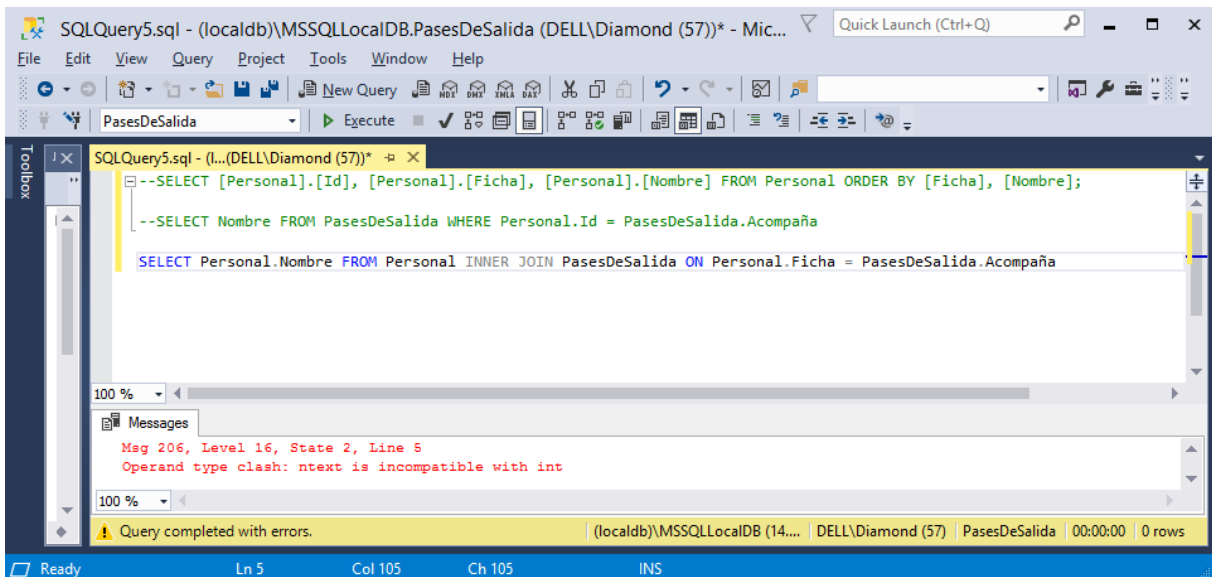 SQLQuery5.sql - (localdb)\MSSQLLocalDB.PasesDeSalida (DELL\Diamond (57))* - Mic...
Quick Launch (Ctrl+Q)
File Edit View Query Project Tools Window Help
New Query MDX DMX XMLA DAX
PasesDeSalida Execute
Toolbox
SQLQuery5.sql - (l...(DELL\Diamond (57))*
--SELECT [Personal].[Id], [Personal].[Ficha], [Personal].[Nombre] FROM Personal ORDER BY [Ficha], [Nombre];
--SELECT Nombre FROM PasesDeSalida WHERE Personal.Id = PasesDeSalida.Acompaña
SELECT Personal.Nombre FROM Personal INNER JOIN PasesDeSalida ON Personal.Ficha = PasesDeSalida.Acompaña
100 %
Messages
Msg 206, Level 16, State 2, Line 5
Operand type clash: ntext is incompatible with int
100 %
Query completed with errors. (localdb)\MSSQLLocalDB (14.... DELL\Diamond (57) PasesDeSalida 00:00:00 0 rows
Ready Ln 5 Col 105 Ch 105 INS